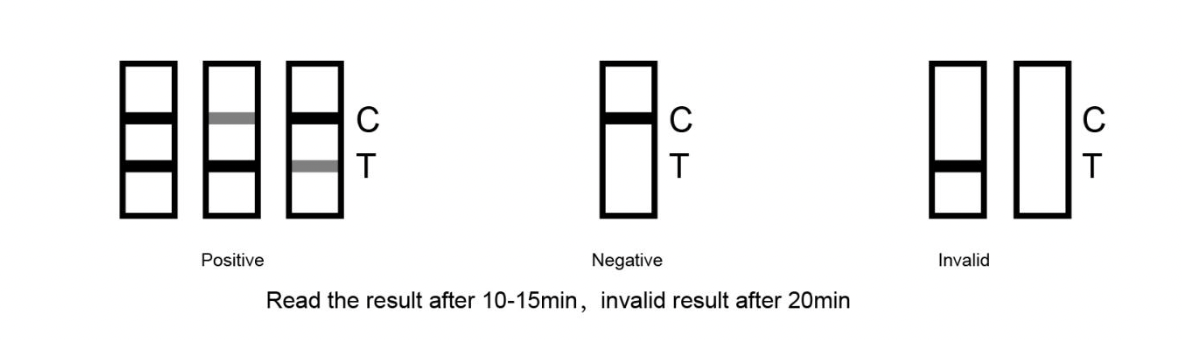 C
T
C
T
C
T
Positive
Negative
Invalid
Read the result after 10-15min, invalid result after 20min